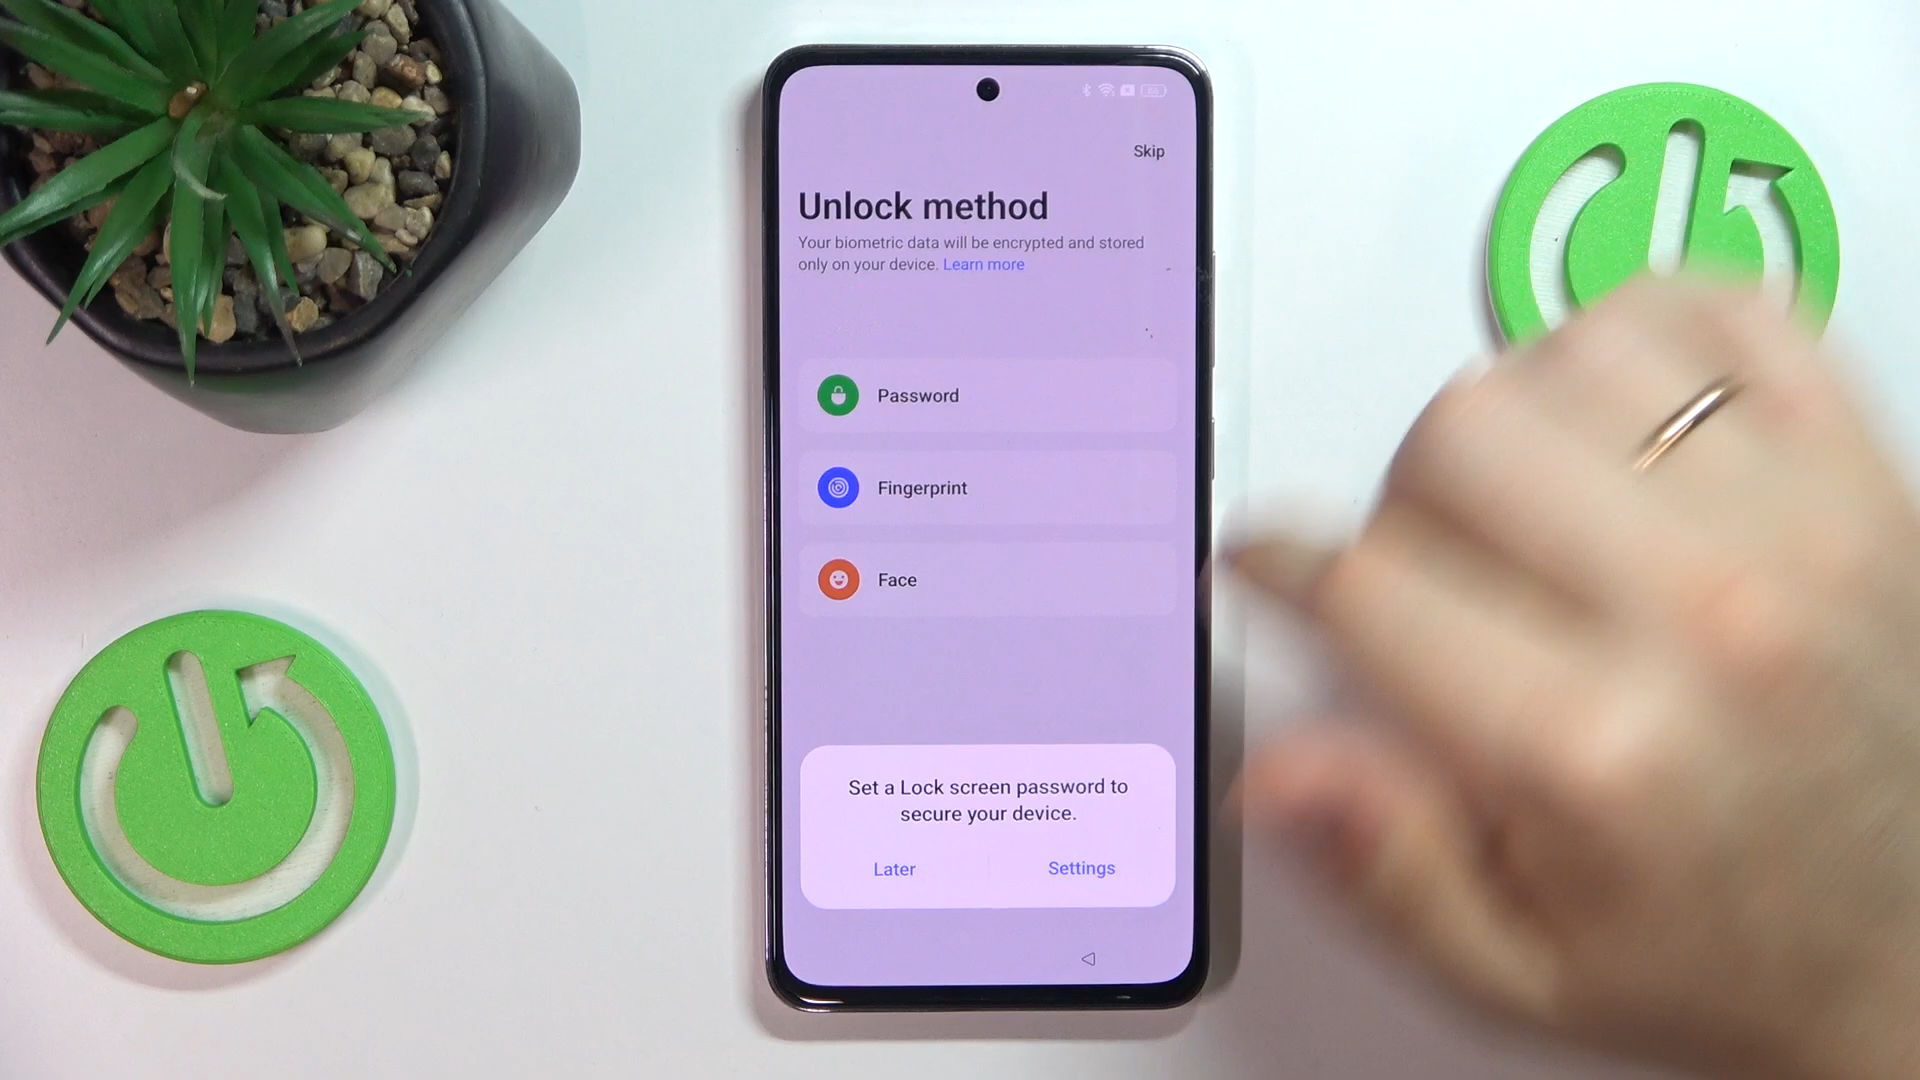 Skip
Unlock method
Your biometric data will be encrypted and stored
only on your device. Learn more
Password
Fingerprint
Face
Set a Lock screen password to
secure your device.
Later
Settings